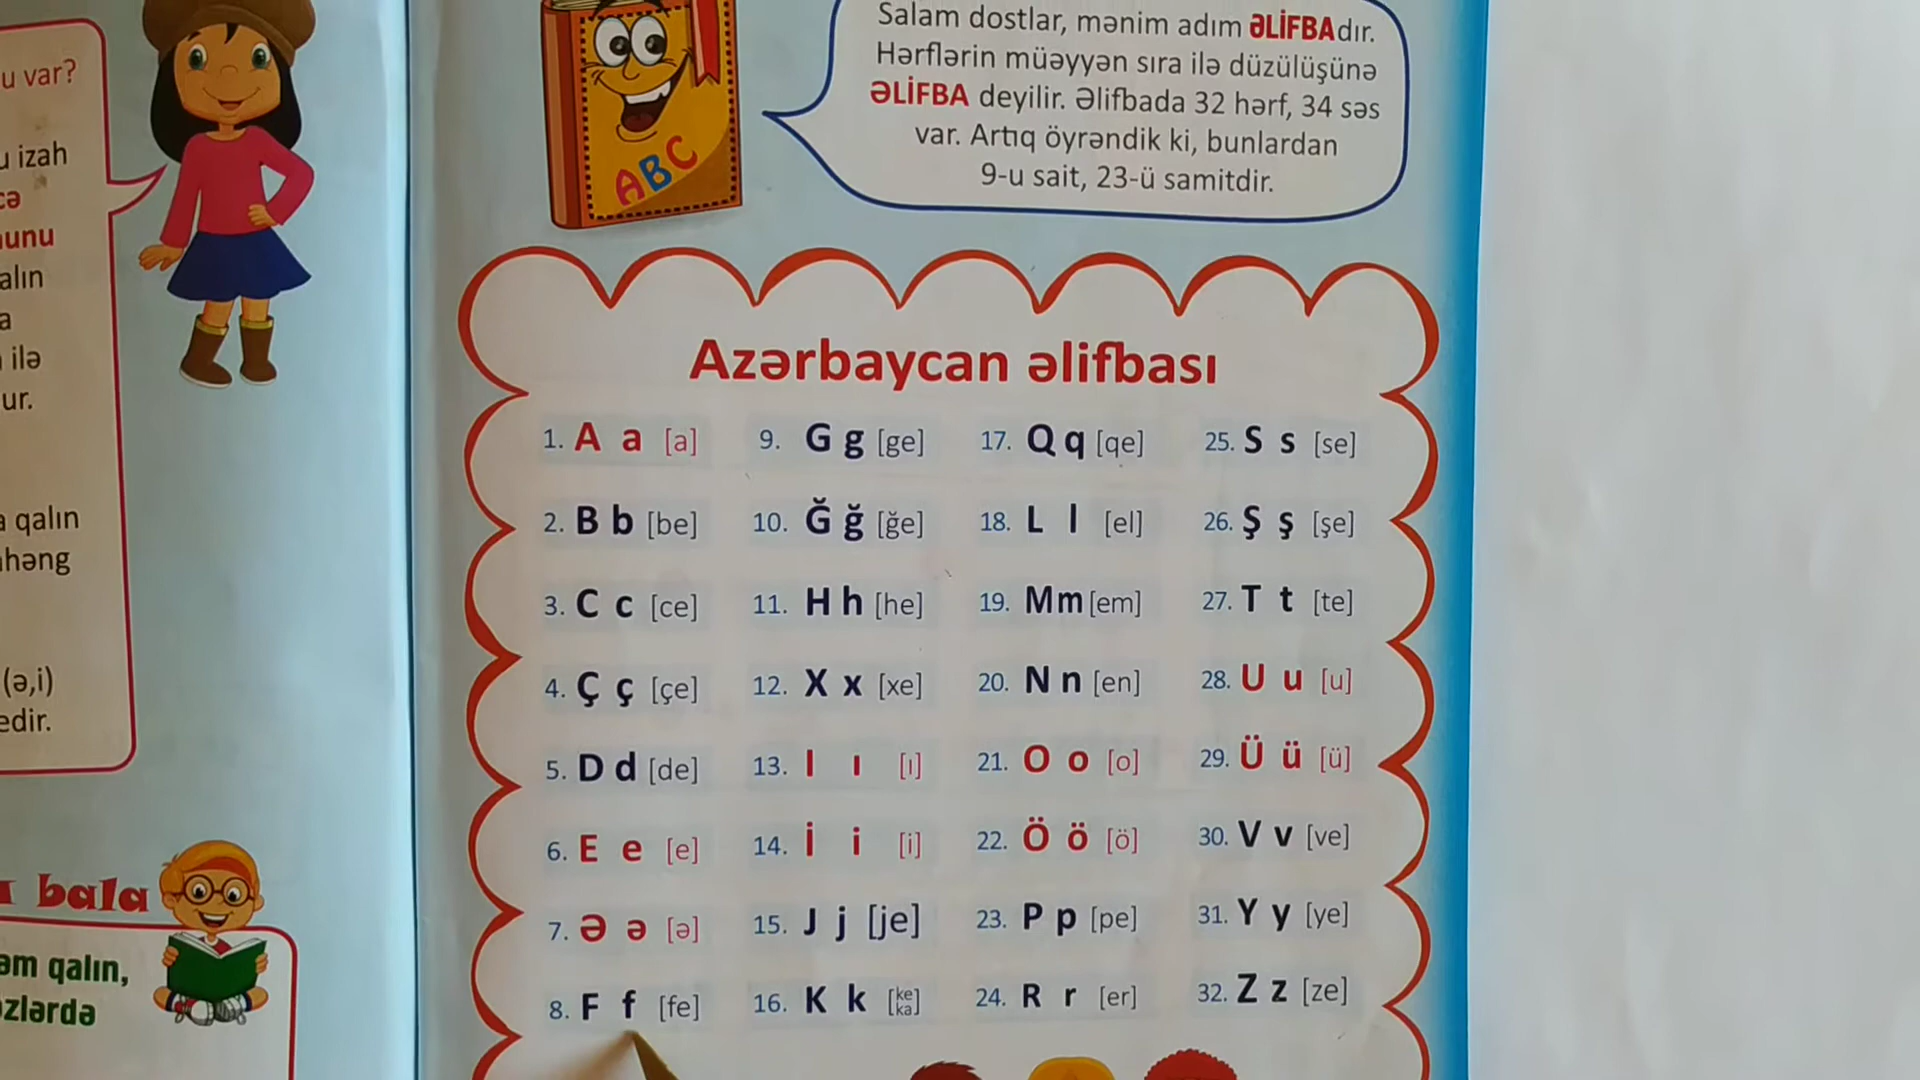 u var?
izah
cə
unu
alın
a
ilə
ur.
a qalın
həng
(ə,i)
edir.
bala
əm qalın,
zlərdə
ABC
Salam dostlar, mənim adım ƏLİFBAdır.
Hərflərin müəyyən sıra ilə düzülüşünə
ƏLİFBA deyilir. Əlifbada 32 hərf, 34 səs
var. Artıq öyrəndik ki, bunlardan
9-u sait, 23-ü samitdir.
Azərbaycan əlifbası
1. A a [a]
2. B b [be]
3. C c [ce]
4. Ç ç [çe]
5. D d [de]
6. E e [e]
7. Ə ə [ə]
8. F f [fe]
9. G g [ge]
10. Ğ ğ [ğe]
11. H h [he]
12. X x [xe]
13. I ı [ı]
14. İ i [i]
15. J j [je]
16. K k [ke ka]
17. Q q [qe]
18. L l [el]
19. M m [em]
20. N n [en]
21. O o [o]
22. Ö ö [ö]
23. P p [pe]
24. R r [er]
25. S s [se]
26. Ş ş [şe]
27. T t [te]
28. U u [u]
29. Ü ü [ü]
30. V v [ve]
31. Y y [ye]
32. Z z [ze]